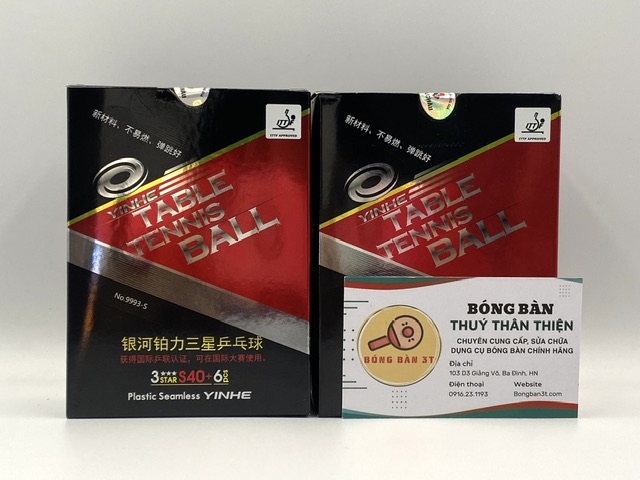 新材料、不易燃、弹跳好
ITTF APPROVED
YINHE
TABLE
TENNIS
BALL
No.9993-S
银河铂力三星乒乓球
获得国际乒联认证，可在国际大赛使用。
3 ★★★ STAR S40+ 6 PCS
Plastic Seamless YINHE
新材料、不易燃、弹跳好
ITTF APPROVED
YINHE
TABLE
TENNIS
BALL
BÓNG BÀN
THUÝ THÂN THIỆN
CHUYÊN CUNG CẤP, SỬA CHỮA
DỤNG CỤ BÓNG BÀN CHÍNH HÃNG
BÓNG BÀN 3T
Địa chỉ
103 D3 Giảng Võ, Ba Đình, HN
Điện thoại Website
0916.23.1193 Bongban3t.com